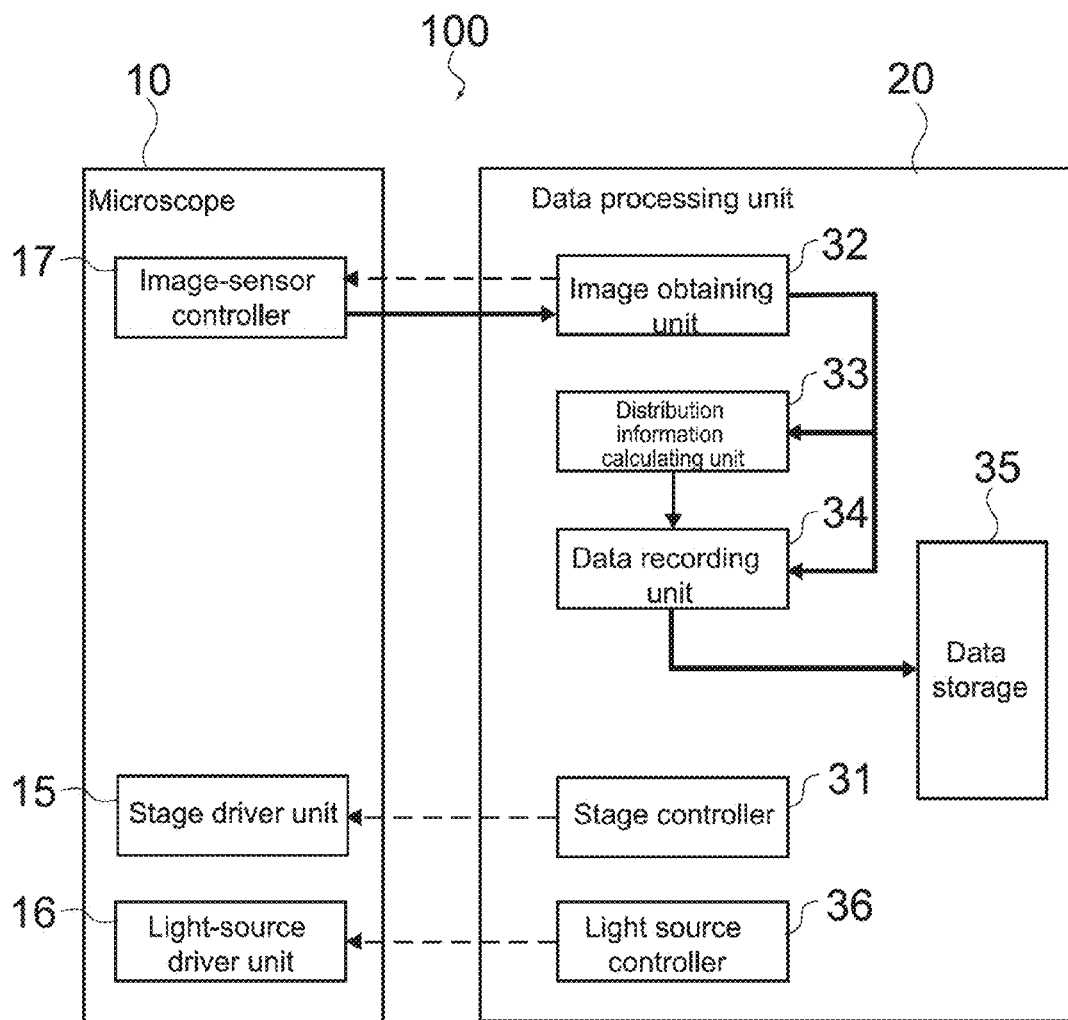 100
10
20
Microscope
Data processing unit
17
Image-sensor
controller
32
Image obtaining
unit
33
Distribution
information
calculating unit
34
Data recording
unit
35
Data
storage
15
Stage driver unit
31
Stage controller
16
Light-source
driver unit
36
Light source
controller